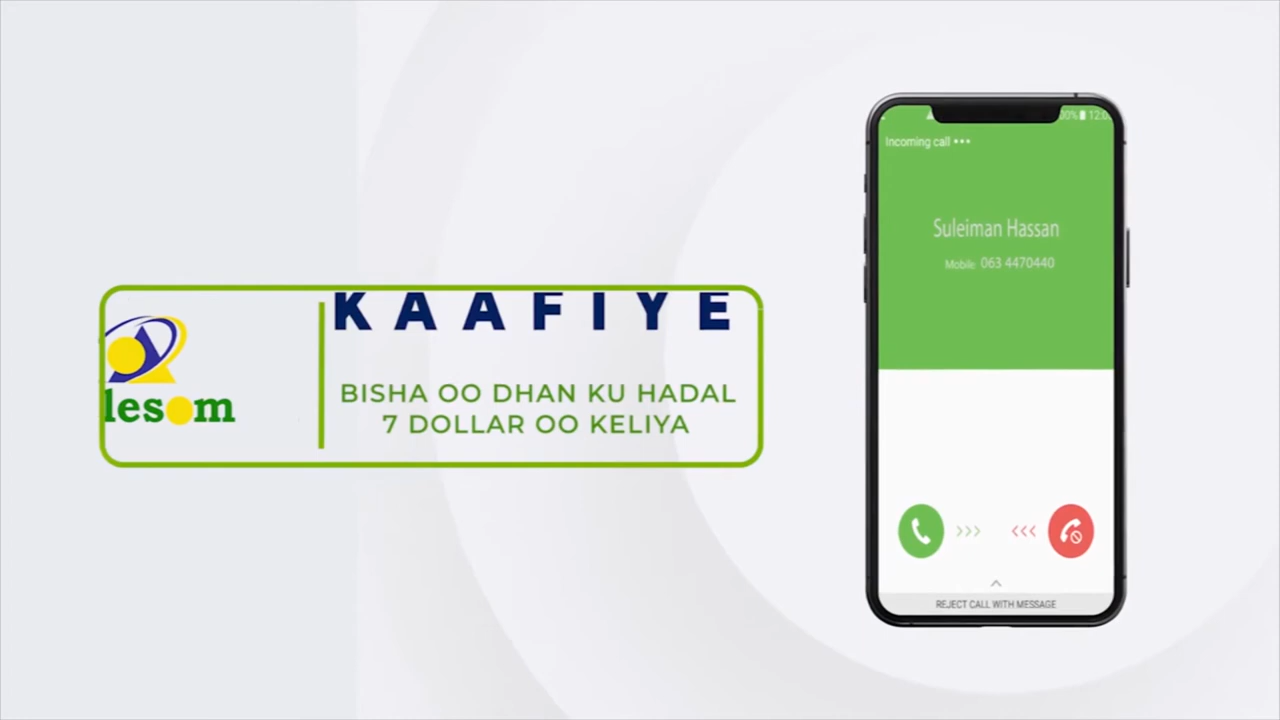 lesom
KAAFIYE
BISHA OO DHAN KU HADAL
7 DOLLAR OO KELIYA
Incoming call •••
Suleiman Hassan
Mobile: 063 4470440
REJECT CALL WITH MESSAGE